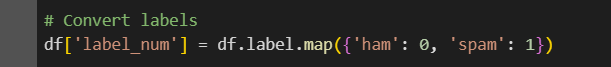 # Convert labels
df['label_num'] = df.label.map({'ham': 0, 'spam': 1})